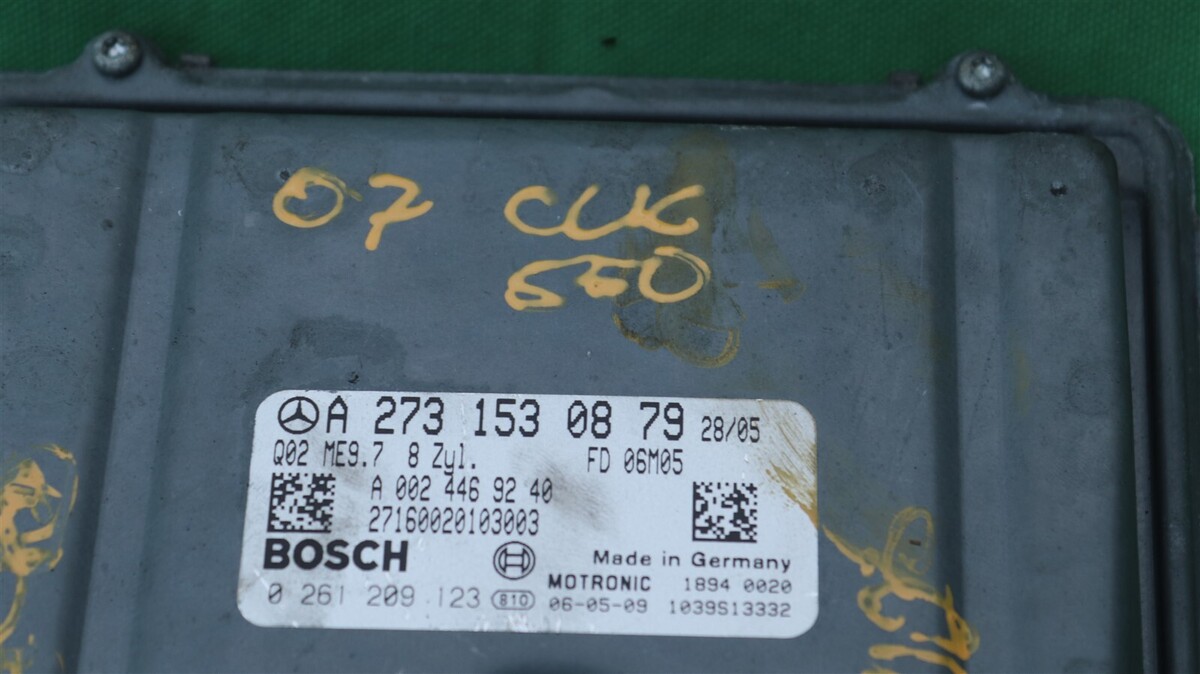 07 CLK
550
A 273 153 08 79 28/05
Q02 ME9.7 8 Zyl. FD 06M05
A 002 446 92 40
27160020103003
BOSCH Made in Germany
MOTRONIC 1894 0020
0 261 209 123 810 06-05-09 1039S13332